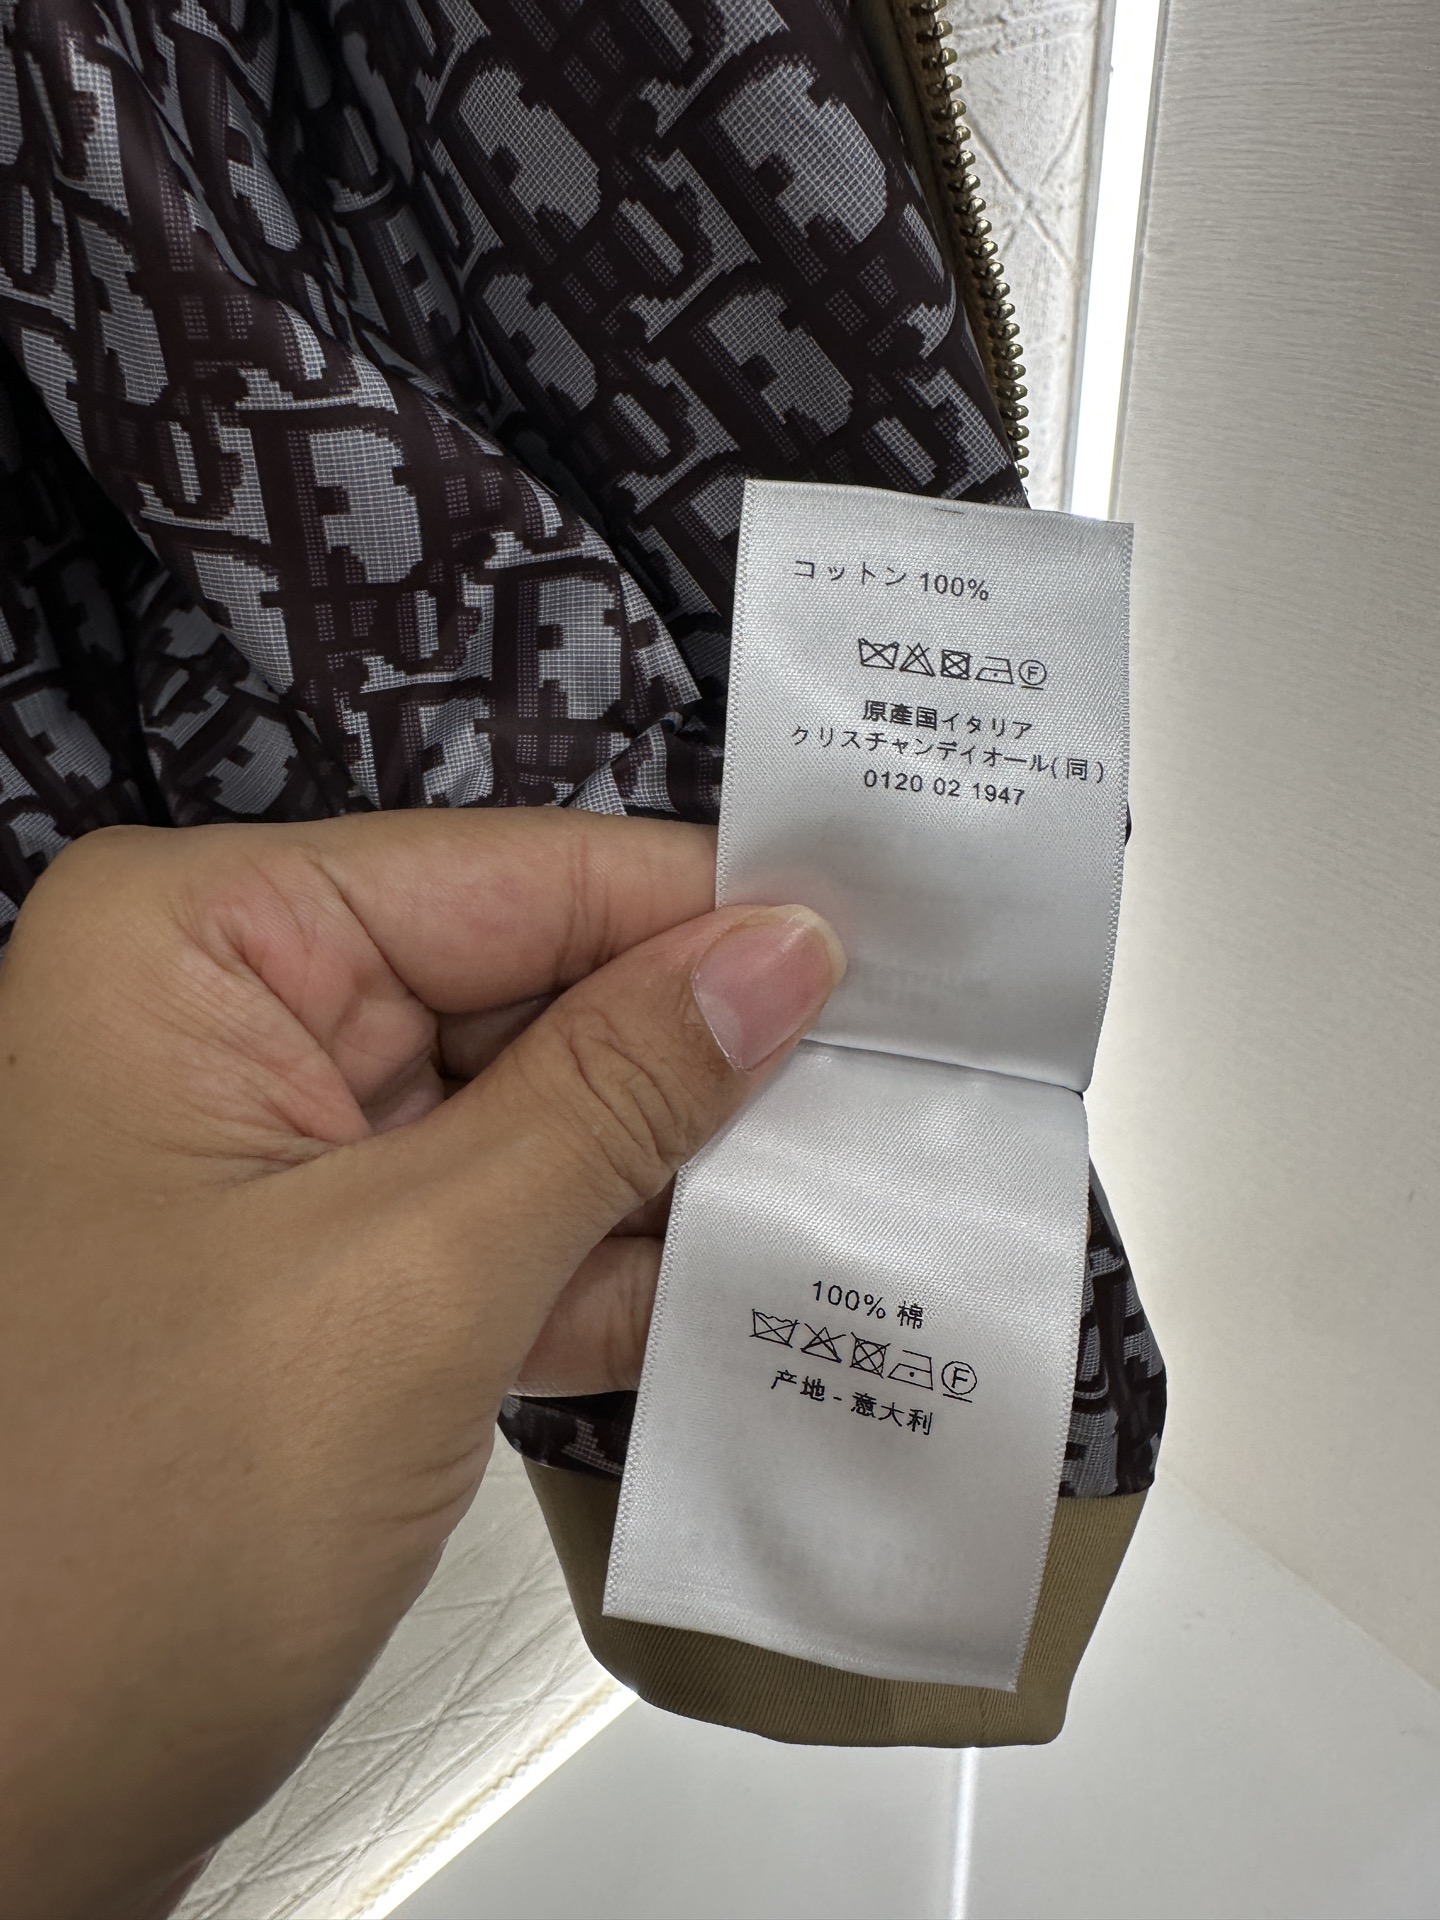 コットン 100%
F
原産国イタリア
クリスチャンディオール(同)
0120 02 1947
100% 棉
F
产地 - 意大利